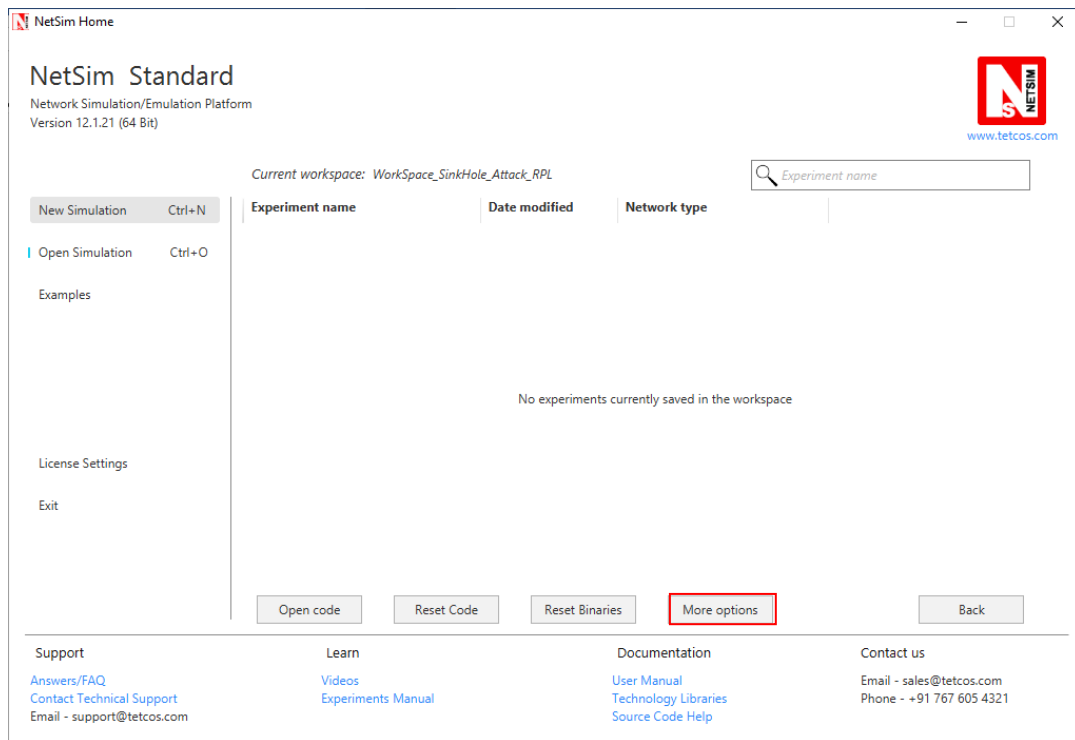 NetSim Home
NetSim Standard
Network Simulation/Emulation Platform
Version 12.1.21 (64 Bit)
NETSIM
N
S
www.tetcos.com
Current workspace: WorkSpace_SinkHole_Attack_RPL
Experiment name
New Simulation Ctrl+N
Experiment name Date modified Network type
Open Simulation Ctrl+O
Examples
No experiments currently saved in the workspace
License Settings
Exit
Open code Reset Code Reset Binaries More options Back
Support Learn Documentation Contact us
Answers/FAQ Videos User Manual Email - sales@tetcos.com
Contact Technical Support Experiments Manual Technology Libraries Phone - +91 767 605 4321
Email - support@tetcos.com Source Code Help